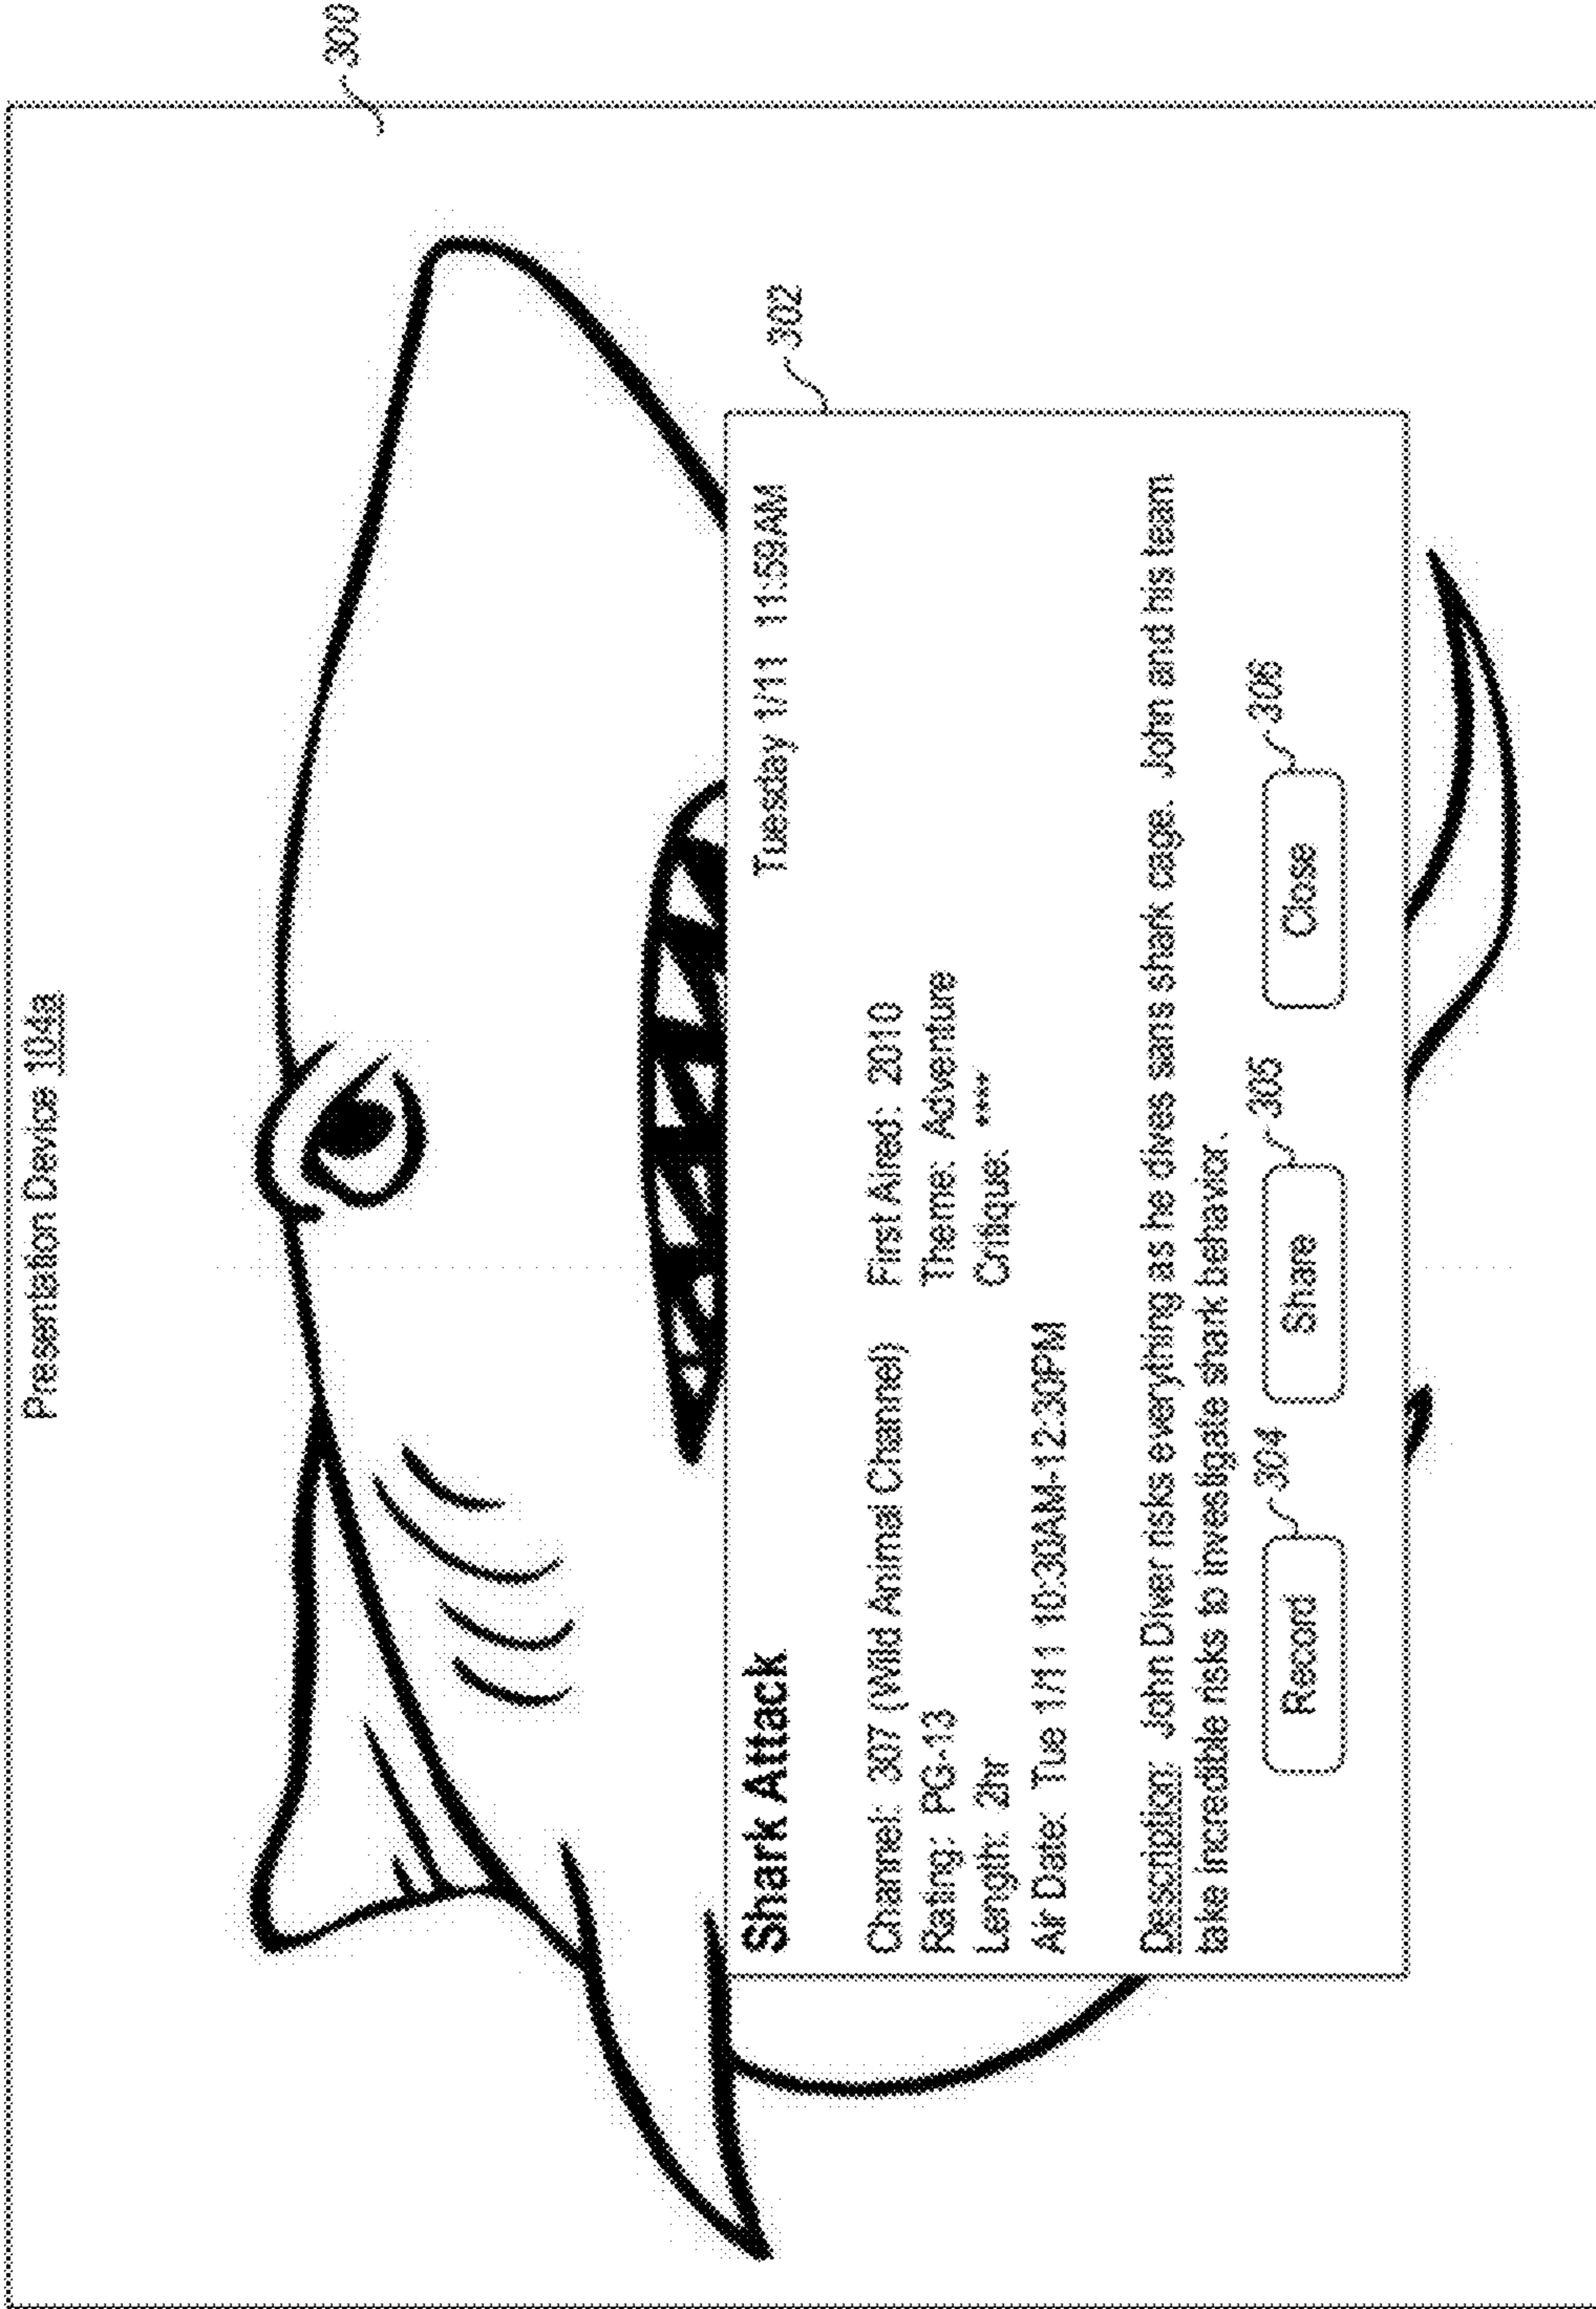 Presentation Device 104a
300
302
Shark Attack Tuesday 1/11 11:59AM
Channel: 307 (Wild Animal Channel) First Aired: 2010
Rating: PG-13 Theme: Adventure
Length: 2hr Critique: ****
Air Date: Tue 1/11 10:30AM-12:30PM
Description: John Diver risks everything as he dives sans shark cage. John and his team
take incredible risks to investigate shark behavior.
304 305 306
Record Share Close